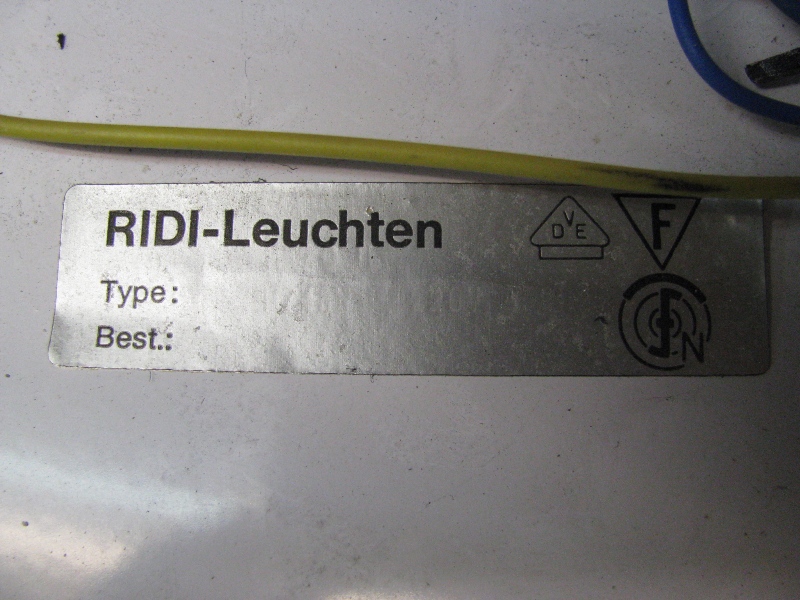 RIDI-Leuchten
Type:
Best.:
V
D E
F
N